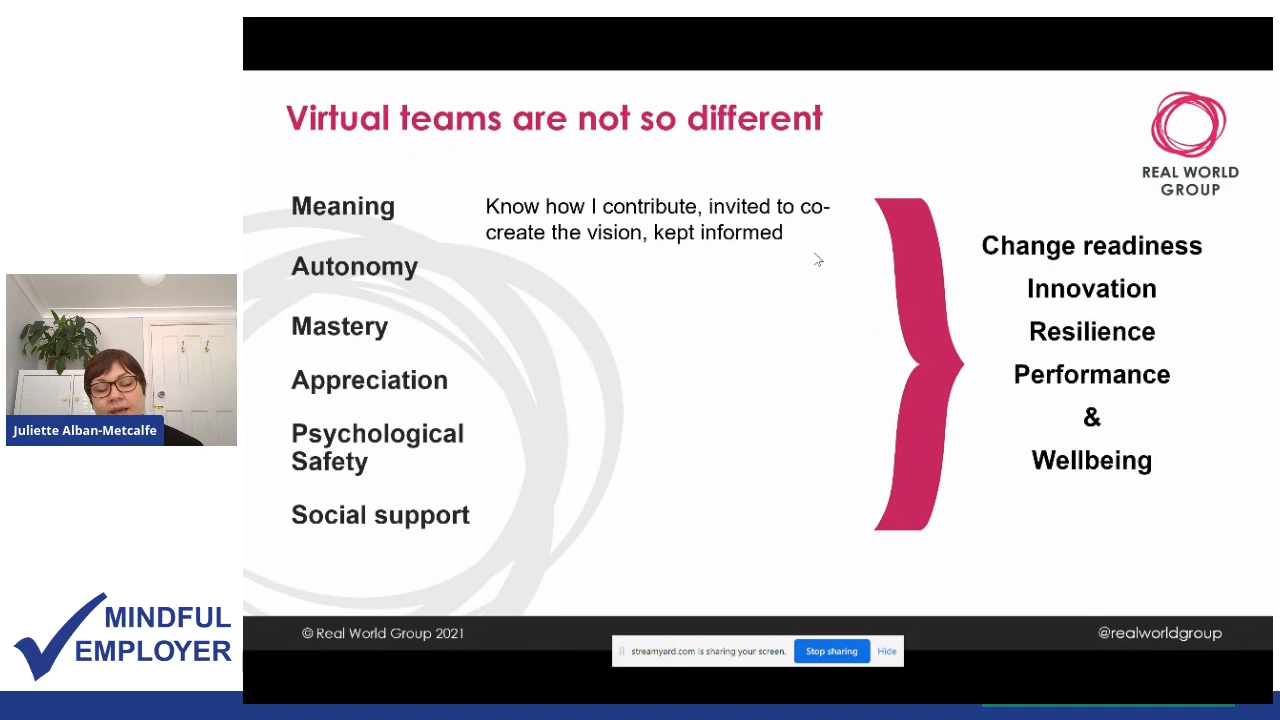 Virtual teams are not so different
REAL WORLD
GROUP
Meaning
Know how I contribute, invited to co-
create the vision, kept informed
Autonomy
Mastery
Appreciation
Psychological
Safety
Social support
Change readiness
Innovation
Resilience
Performance
&
Wellbeing
Juliette Alban-Metcalfe
MINDFUL
EMPLOYER
© Real World Group 2021
@realworldgroup
streamyard.com is sharing your screen.
Stop sharing
Hide